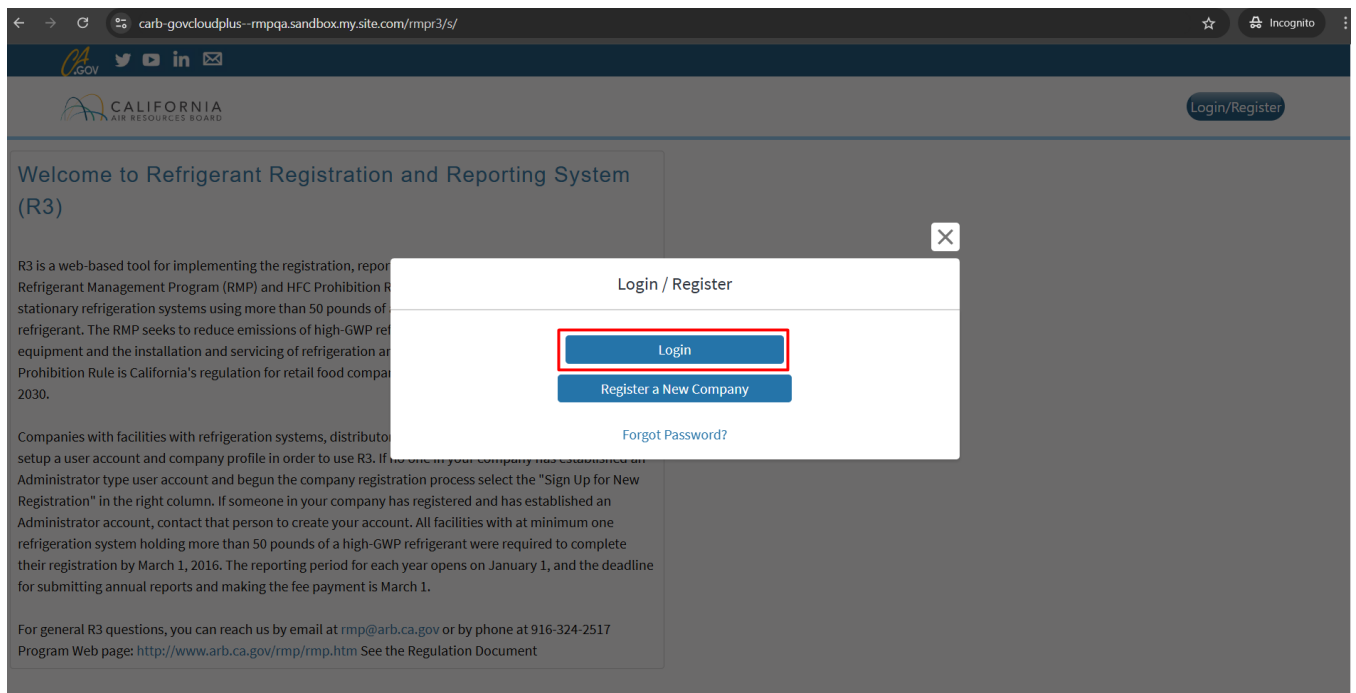 carb-govcloudplus--rmpqa.sandbox.my.site.com/rmpr3/s/
Incognito
CA
.GOV
CALIFORNIA
AIR RESOURCES BOARD
Login/Register
Welcome to Refrigerant Registration and Reporting System
(R3)
R3 is a web-based tool for implementing the registration, repor
Refrigerant Management Program (RMP) and HFC Prohibition R
stationary refrigeration systems using more than 50 pounds of
refrigerant. The RMP seeks to reduce emissions of high-GWP ref
equipment and the installation and servicing of refrigeration ar
Prohibition Rule is California's regulation for retail food compa
2030.
Login / Register
Login
Register a New Company
Forgot Password?
Companies with facilities with refrigeration systems, distributo
setup a user account and company profile in order to use R3. If no one in your company has established an
Administrator type user account and begun the company registration process select the "Sign Up for New
Registration" in the right column. If someone in your company has registered and has established an
Administrator account, contact that person to create your account. All facilities with at minimum one
refrigeration system holding more than 50 pounds of a high-GWP refrigerant were required to complete
their registration by March 1, 2016. The reporting period for each year opens on January 1, and the deadline
for submitting annual reports and making the fee payment is March 1.
For general R3 questions, you can reach us by email at rmp@arb.ca.gov or by phone at 916-324-2517
Program Web page: http://www.arb.ca.gov/rmp/rmp.htm See the Regulation Document